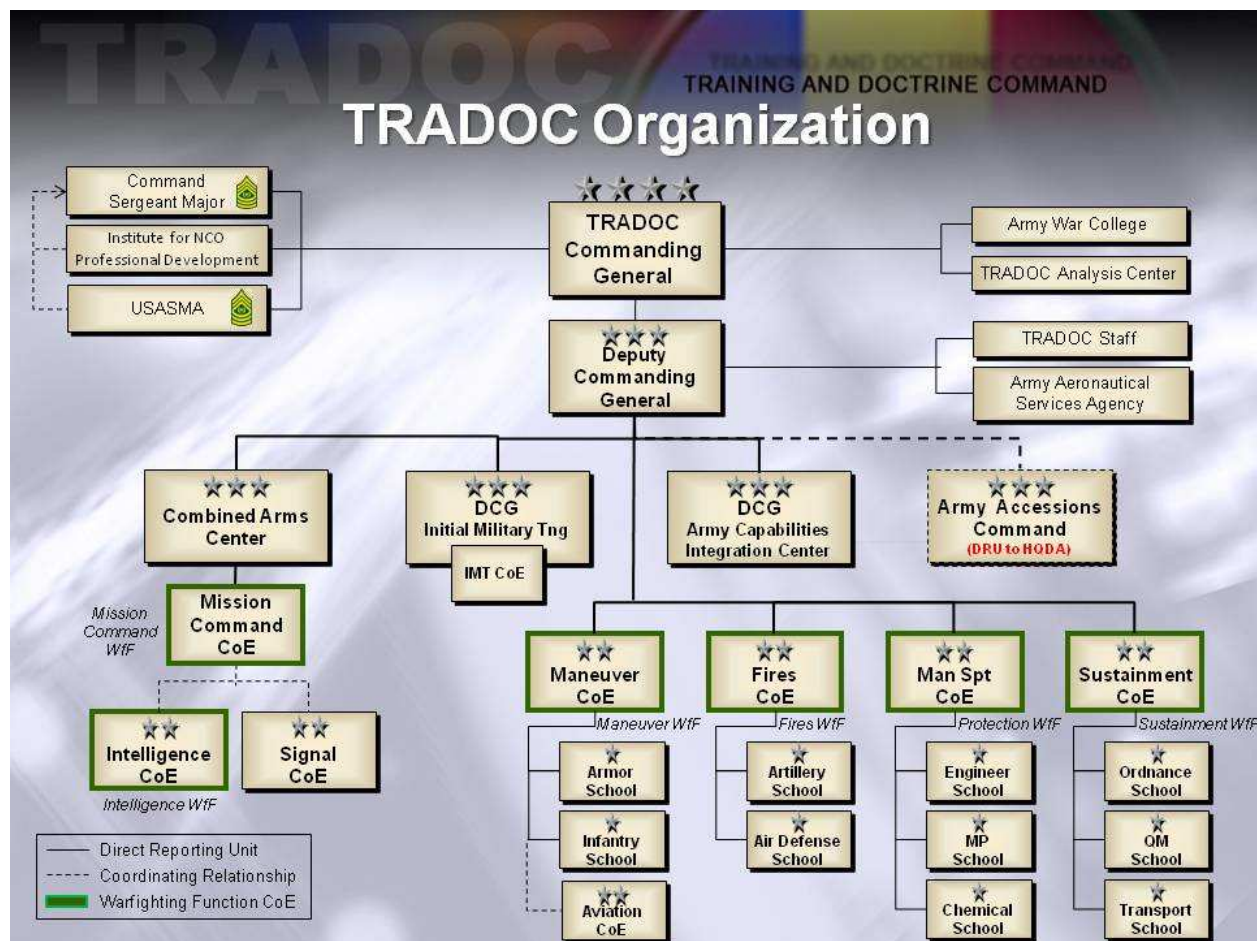 TRADOC
TRAINING AND DOCTRINE COMMAND
TRAINING AND DOCTRINE COMMAND
TRADOC Organization
Command
Sergeant Major
Institute for NCO
Professional Development
USASMA
TRADOC
Commanding
General
Army War College
TRADOC Analysis Center
Deputy
Commanding
General
TRADOC Staff
Army Aeronautical
Services Agency
Combined Arms
Center
DCG
Initial Military Tng
IMT CoE
DCG
Army Capabilities
Integration Center
Army Accessions
Command
(DRU to HQDA)
Mission
Command
WfF
Mission
Command
CoE
Intelligence
CoE
Intelligence WfF
Signal
CoE
Maneuver
CoE
Maneuver WfF
Armor
School
Infantry
School
Aviation
CoE
Fires
CoE
Fires WfF
Artillery
School
Air Defense
School
Man Spt
CoE
Protection WfF
Engineer
School
MP
School
Chemical
School
Sustainment
CoE
Sustainment WfF
Ordnance
School
QM
School
Transport
School
Direct Reporting Unit
Coordinating Relationship
Warfighting Function CoE